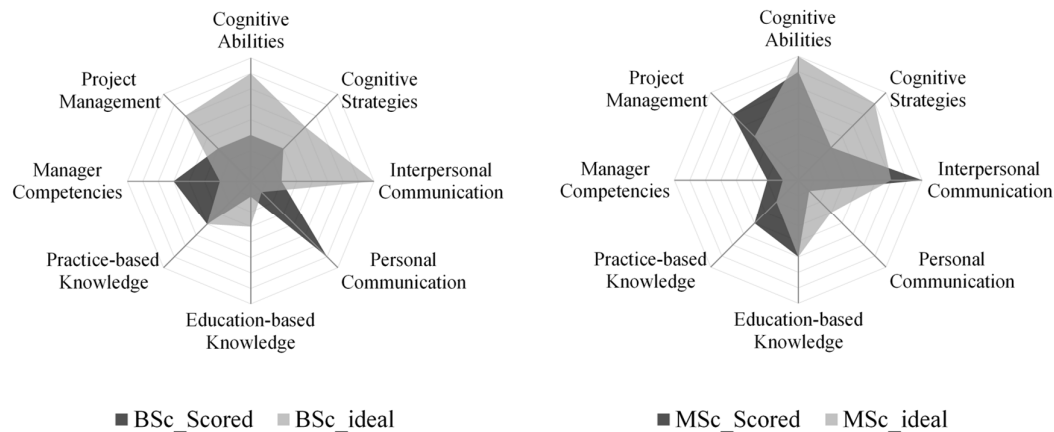 Cognitive
Abilities
Project
Management
Cognitive
Strategies
Manager
Competencies
Interpersonal
Communication
Practice-based
Knowledge
Personal
Communication
Education-based
Knowledge
BSc_Scored
BSc_ideal
Cognitive
Abilities
Project
Management
Cognitive
Strategies
Manager
Competencies
Interpersonal
Communication
Practice-based
Knowledge
Personal
Communication
Education-based
Knowledge
MSc_Scored
MSc_ideal